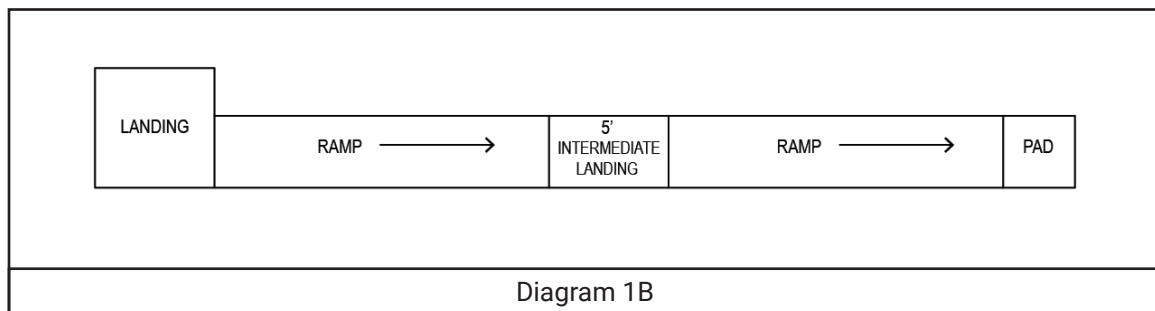 LANDING
RAMP
5'
INTERMEDIATE
LANDING
RAMP
PAD
Diagram 1B